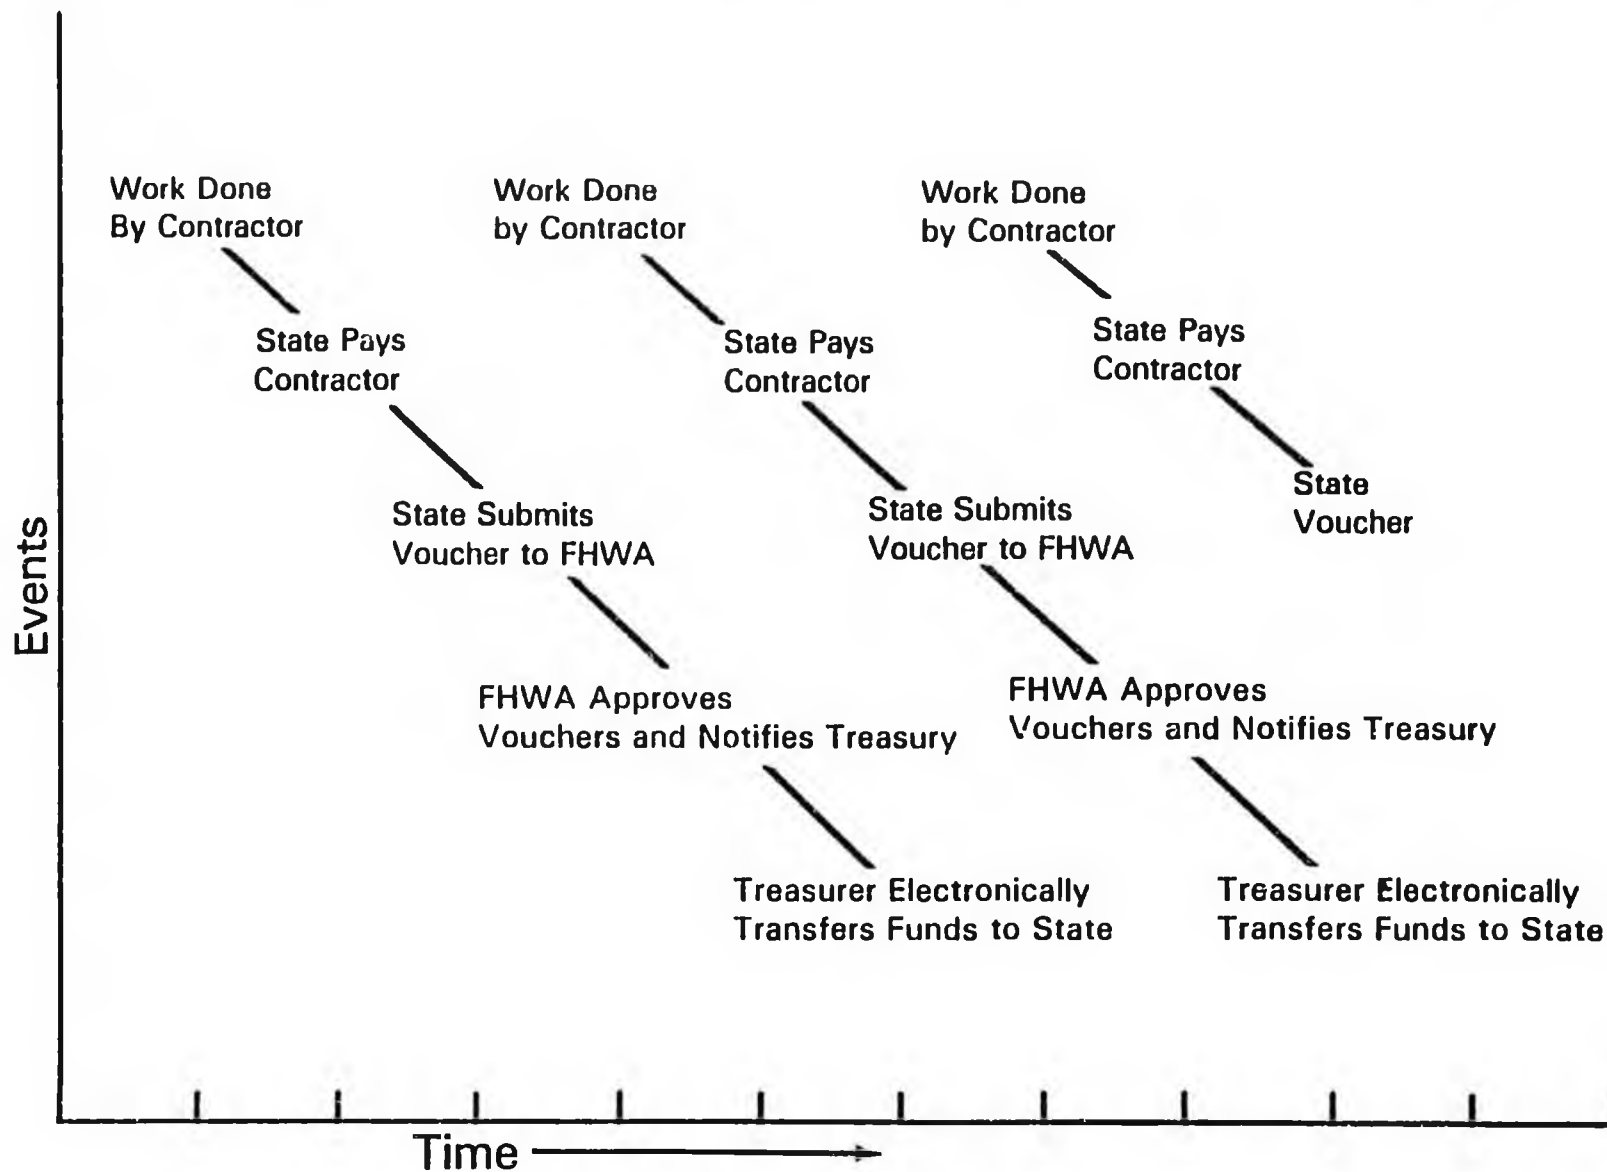 Work Done
By Contractor
State Pays
Contractor
State Submits
Voucher to FHWA
FHWA Approves
Vouchers and Notifies Treasury
Treasurer Electronically
Transfers Funds to State
Work Done
by Contractor
State Pays
Contractor
State Submits
Voucher to FHWA
FHWA Approves
Vouchers and Notifies Treasury
Treasurer Electronically
Transfers Funds to State
Work Done
by Contractor
State Pays
Contractor
State
Voucher
Events
Time